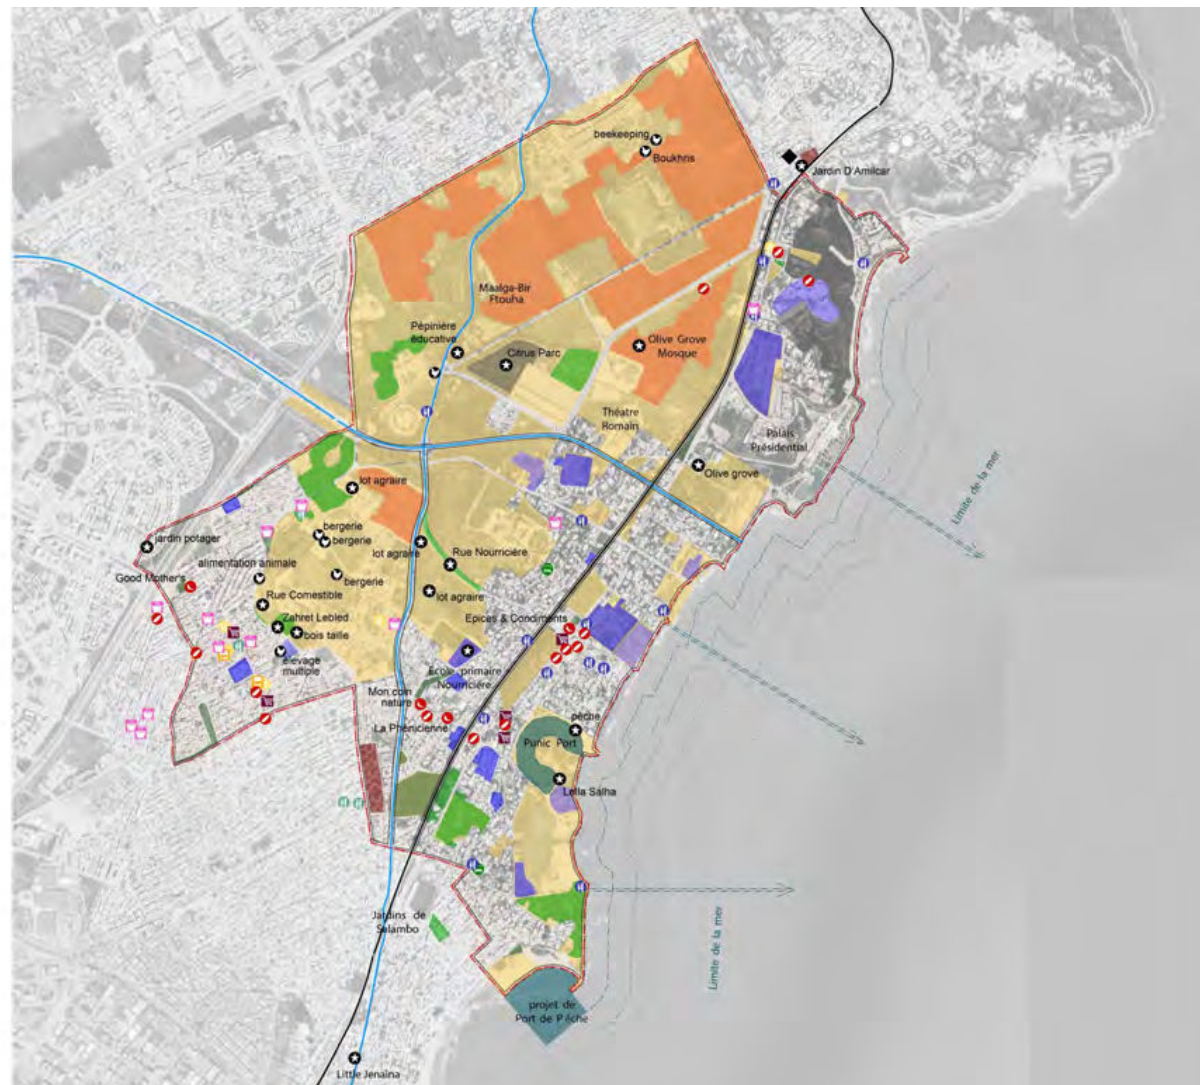 beekeeping
Boukhris
Jardin D'Amilcar
Maalga-Bir
Ftouha
Pépinière
éducative
Citrus Parc
Olive Grove
Mosque
Théatre
Romain
Palais
Présidential
Olive grove
Limite de la mer
lot agraire
bergerie
bergerie
jardin potager
lot agraire
Rue Nourricière
alimentation animale
Good Mother's
bergerie
lot agraire
Rue Comestible
Zahret Lebled
bois taille
Epices & Condiments
élevage
multiple
École primaire
Nourricière
Mon coin
nature
La Phénicienne
pêche
Punic Port
Lella Salha
Jardins de
Salambo
Limite de la mer
projet de
Port de Pêche
Little Jenaina